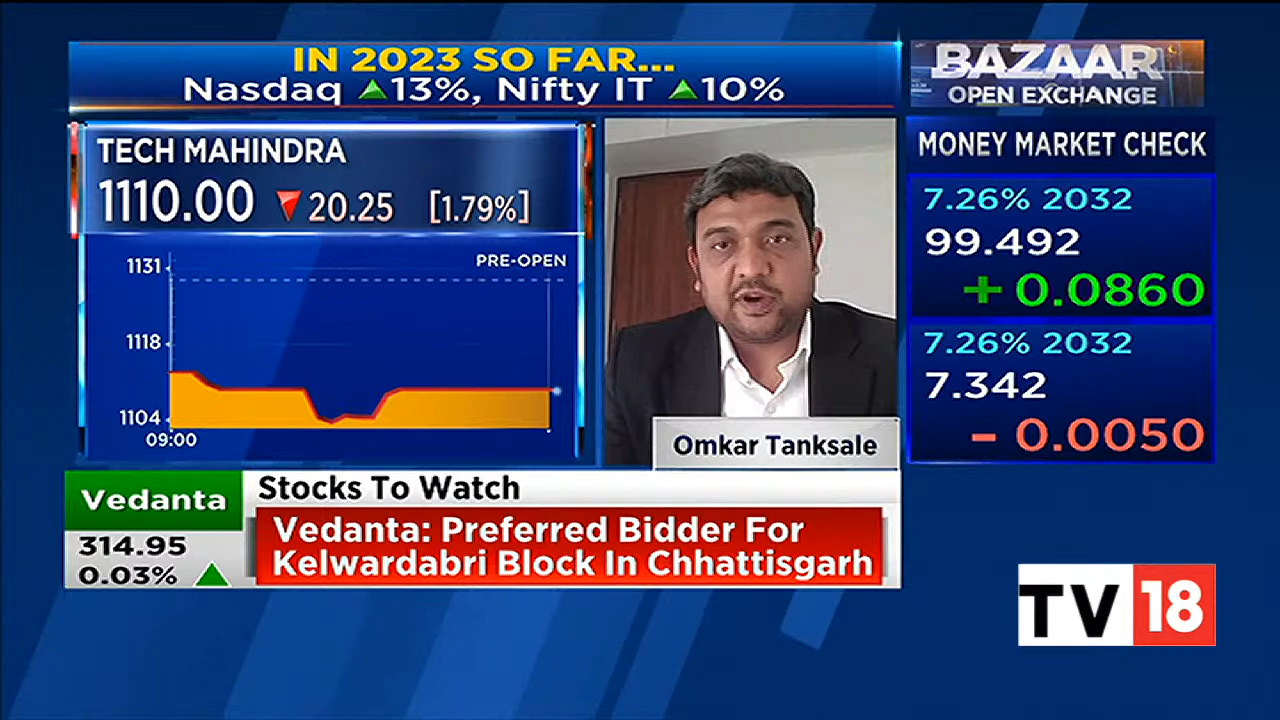 IN 2023 SO FAR...
Nasdaq ▲13%, Nifty IT ▲10%
BAZAAR
OPEN EXCHANGE
TECH MAHINDRA
1110.00 ▼20.25 [1.79%]
PRE-OPEN
1131
1118
1104
09:00
Omkar Tanksale
MONEY MARKET CHECK
7.26% 2032
99.492
+ 0.0860
7.26% 2032
7.342
- 0.0050
Vedanta
314.95
0.03% ▲
Stocks To Watch
Vedanta: Preferred Bidder For
Kelwardabri Block In Chhattisgarh
TV18